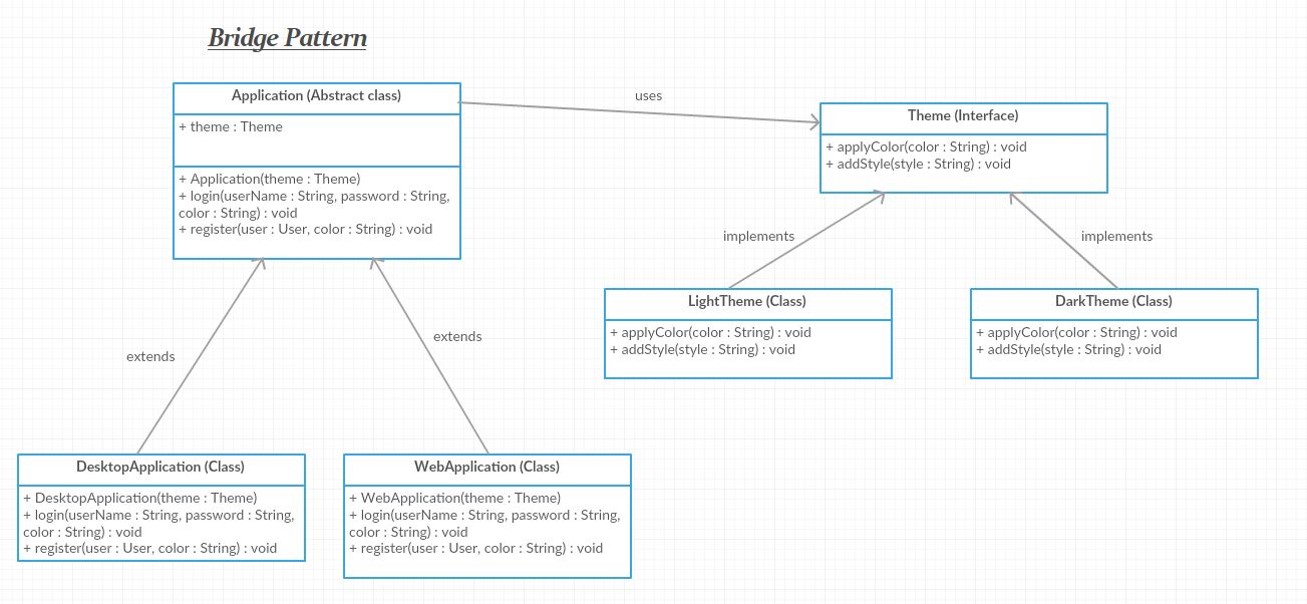 Bridge Pattern
Application (Abstract class)
+ theme : Theme
+ Application(theme : Theme)
+ login(userName : String, password : String,
color : String) : void
+ register(user : User, color : String) : void
uses
Theme (Interface)
+ applyColor(color : String) : void
+ addStyle(style : String) : void
implements
implements
LightTheme (Class)
+ applyColor(color : String) : void
+ addStyle(style : String) : void
DarkTheme (Class)
+ applyColor(color : String) : void
+ addStyle(style : String) : void
extends
extends
DesktopApplication (Class)
+ DesktopApplication(theme : Theme)
+ login(userName : String, password : String,
color : String) : void
+ register(user : User, color : String) : void
WebApplication (Class)
+ WebApplication(theme : Theme)
+ login(userName : String, password : String,
color : String) : void
+ register(user : User, color : String) : void